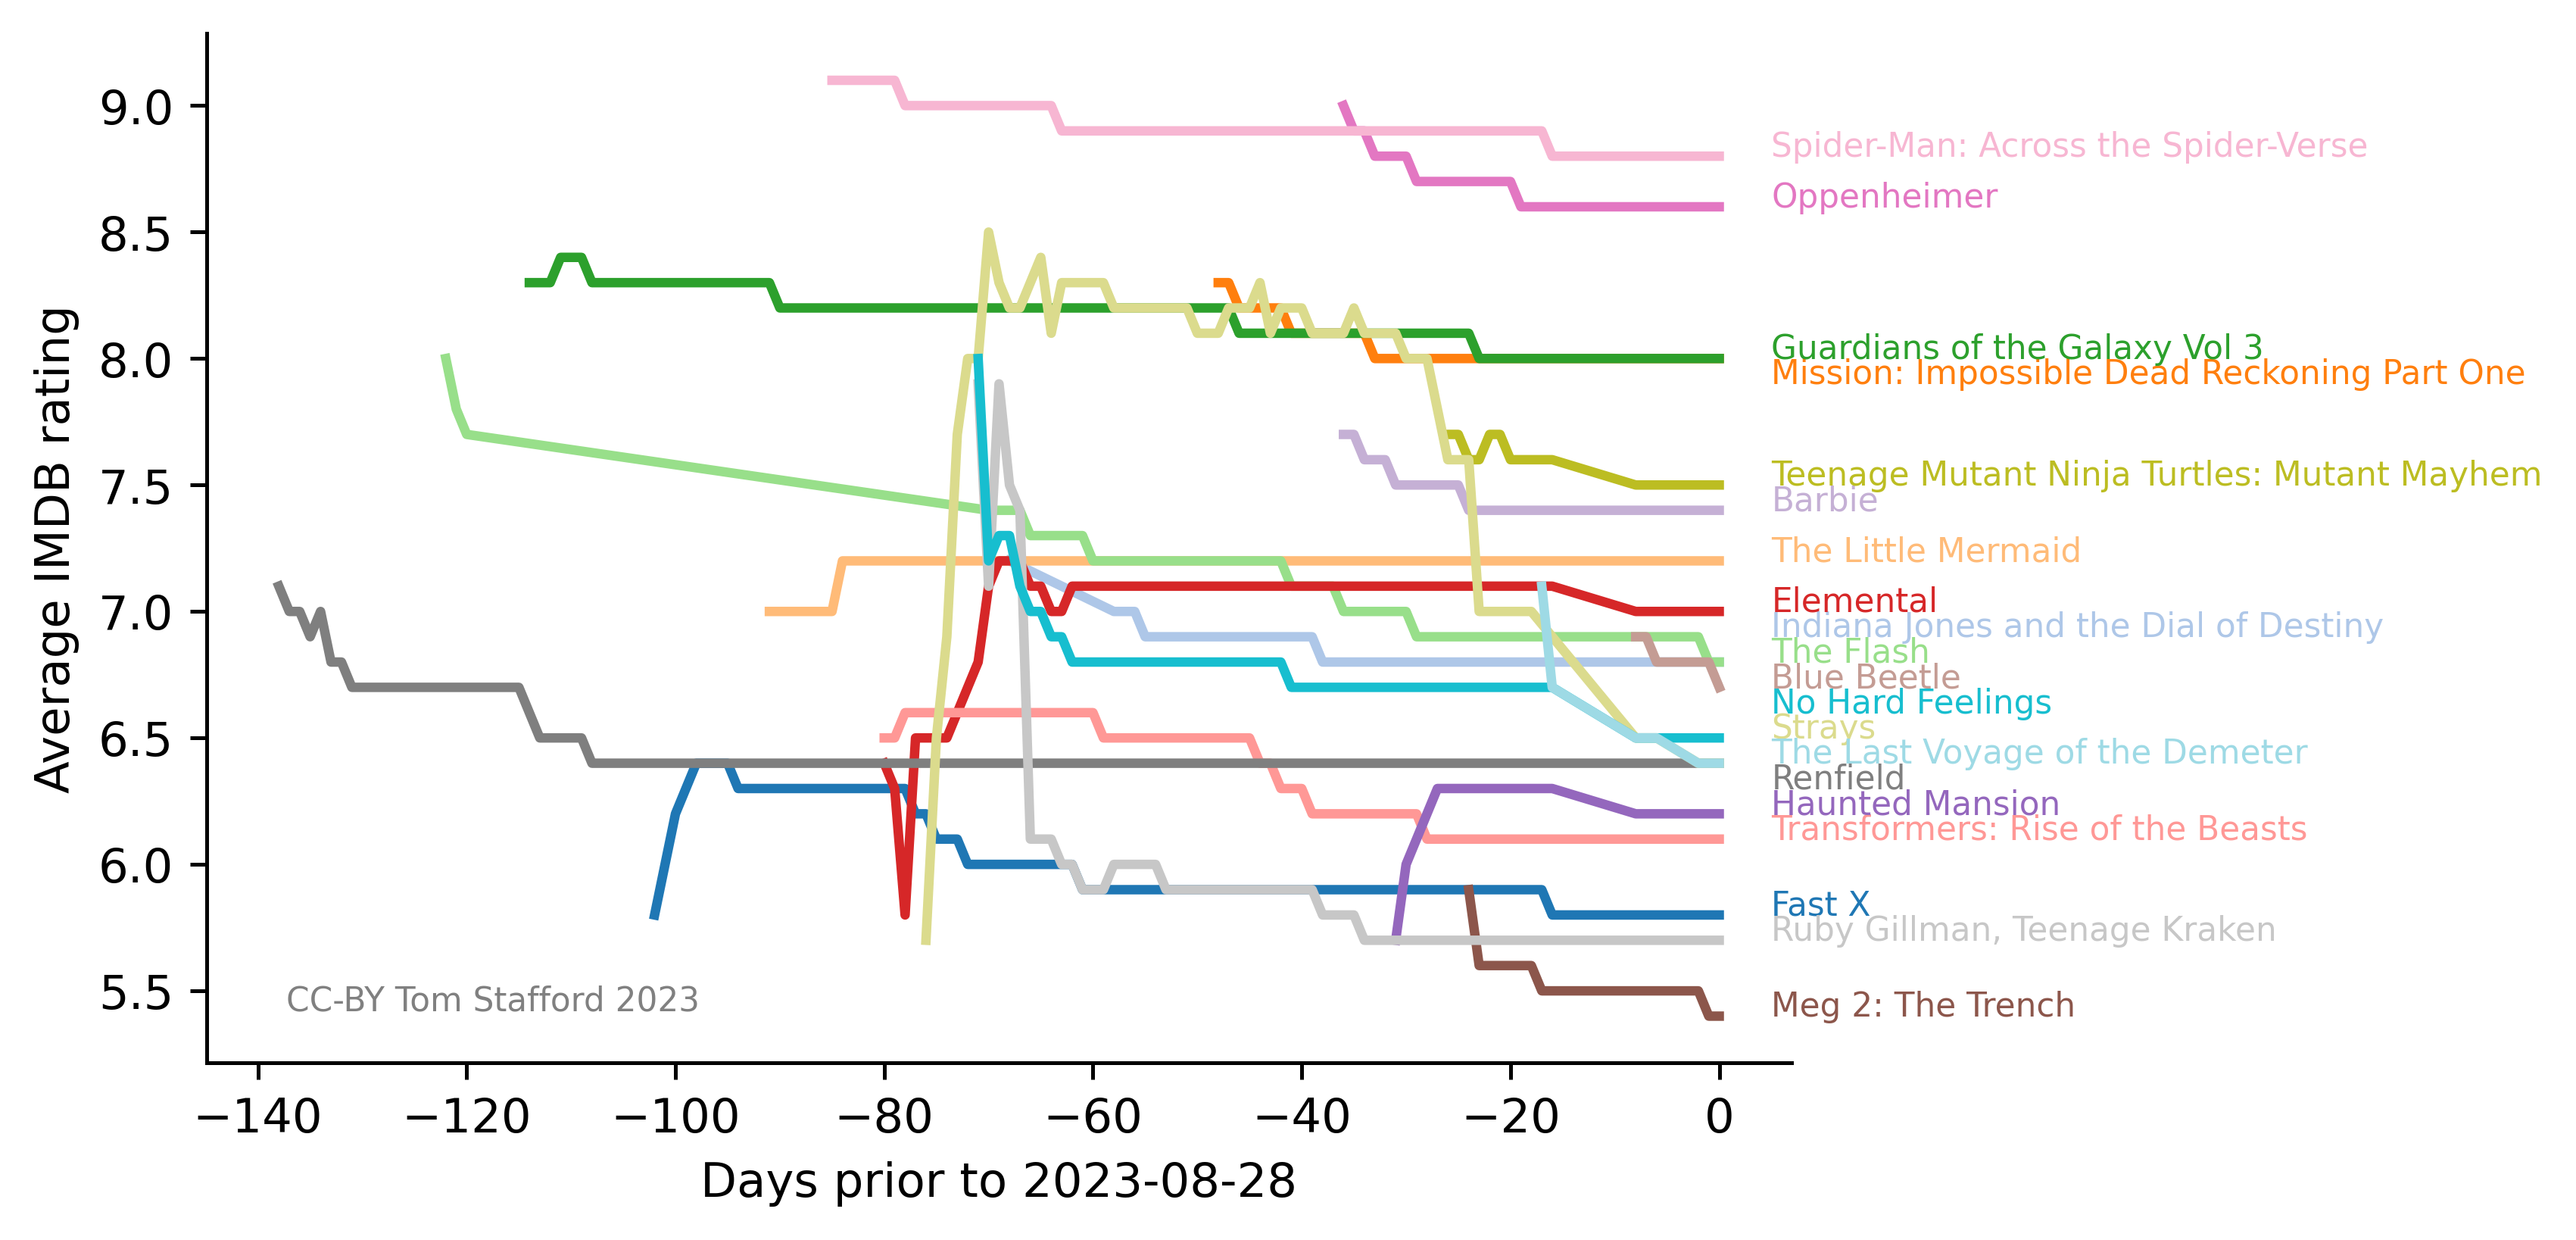 Average IMDB rating
9.0
8.5
8.0
7.5
7.0
6.5
6.0
5.5
Spider-Man: Across the Spider-Verse
Oppenheimer
Guardians of the Galaxy Vol 3
Mission: Impossible Dead Reckoning Part One
Teenage Mutant Ninja Turtles: Mutant Mayhem
Barbie
The Little Mermaid
Elemental
Indiana Jones and the Dial of Destiny
The Flash
Blue Beetle
No Hard Feelings
Strays
The Last Voyage of the Demeter
Renfield
Haunted Mansion
Transformers: Rise of the Beasts
Fast X
Ruby Gillman, Teenage Kraken
Meg 2: The Trench
CC-BY Tom Stafford 2023
−140 −120 −100 −80 −60 −40 −20 0
Days prior to 2023-08-28